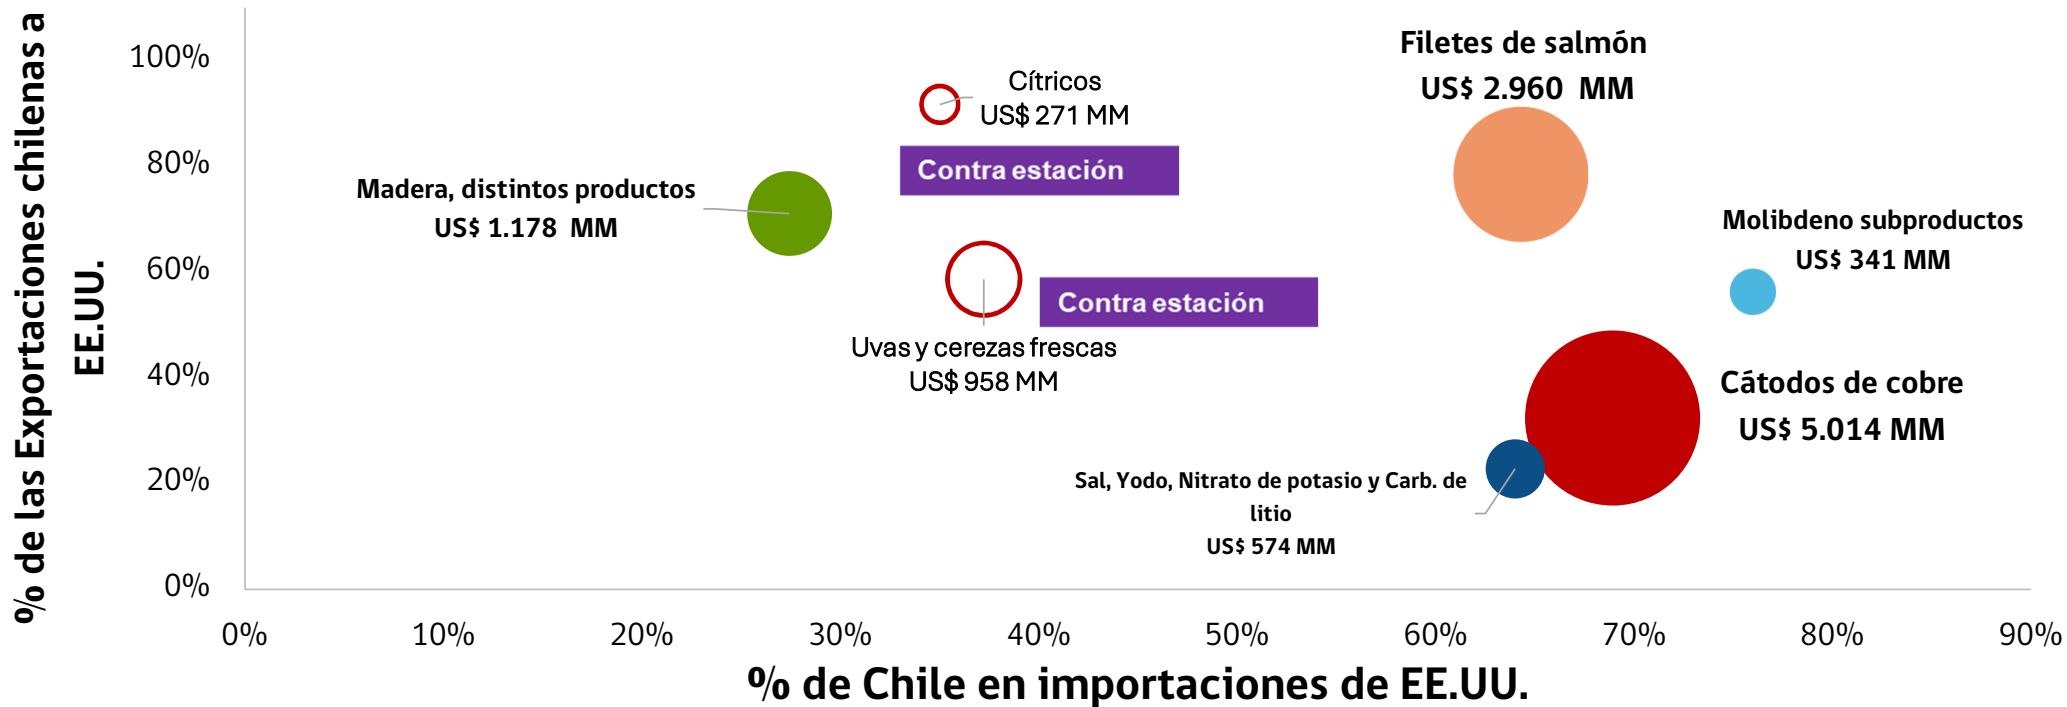 % de las Exportaciones chilenas a
EE.UU.
100%
80%
60%
40%
20%
0%
Cítricos
US$ 271 MM
Contra estación
Filetes de salmón
US$ 2.960 MM
Madera, distintos productos
US$ 1.178 MM
Molibdeno subproductos
US$ 341 MM
Contra estación
Uvas y cerezas frescas
US$ 958 MM
Cátodos de cobre
US$ 5.014 MM
Sal, Yodo, Nitrato de potasio y Carb. de
litio
US$ 574 MM
0% 10% 20% 30% 40% 50% 60% 70% 80% 90%
% de Chile en importaciones de EE.UU.